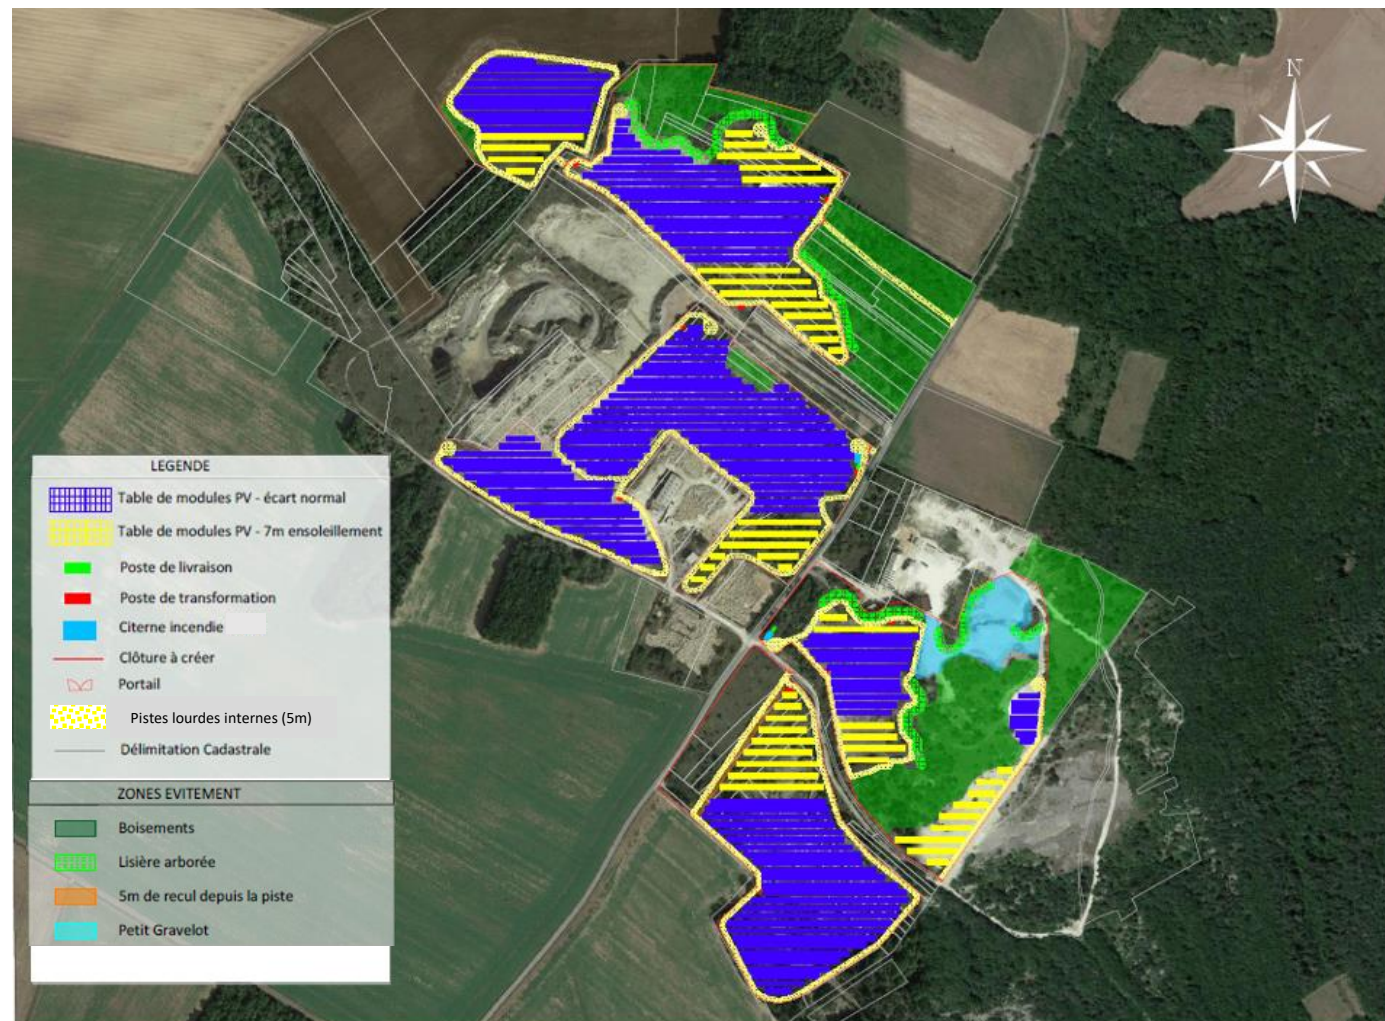 N
LEGENDE
Table de modules PV - écart normal
Table de modules PV - 7m ensoleillement
Poste de livraison
Poste de transformation
Citerne incendie
Clôture à créer
Portail
Pistes lourdes internes (5m)
Délimitation Cadastrale
ZONES EVITEMENT
Boisements
Lisière arborée
5m de recul depuis la piste
Petit Gravelot